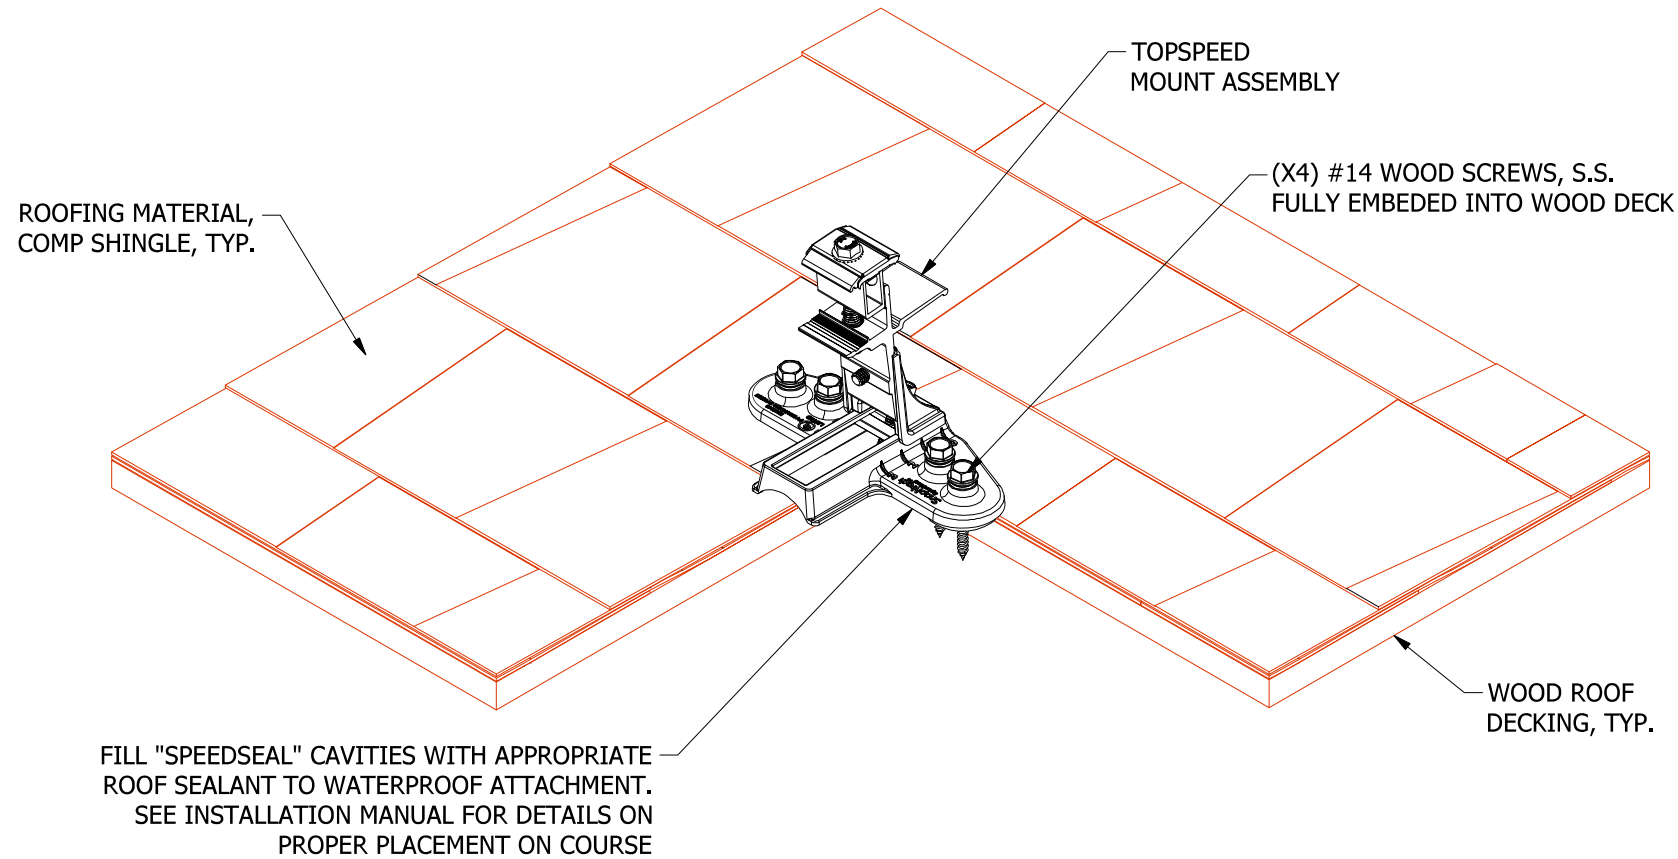 TOPSPEED
MOUNT ASSEMBLY
(X4) #14 WOOD SCREWS, S.S.
FULLY EMBEDED INTO WOOD DECK
ROOFING MATERIAL,
COMP SHINGLE, TYP.
WOOD ROOF
DECKING, TYP.
FILL "SPEEDSEAL" CAVITIES WITH APPROPRIATE
ROOF SEALANT TO WATERPROOF ATTACHMENT.
SEE INSTALLATION MANUAL FOR DETAILS ON
PROPER PLACEMENT ON COURSE